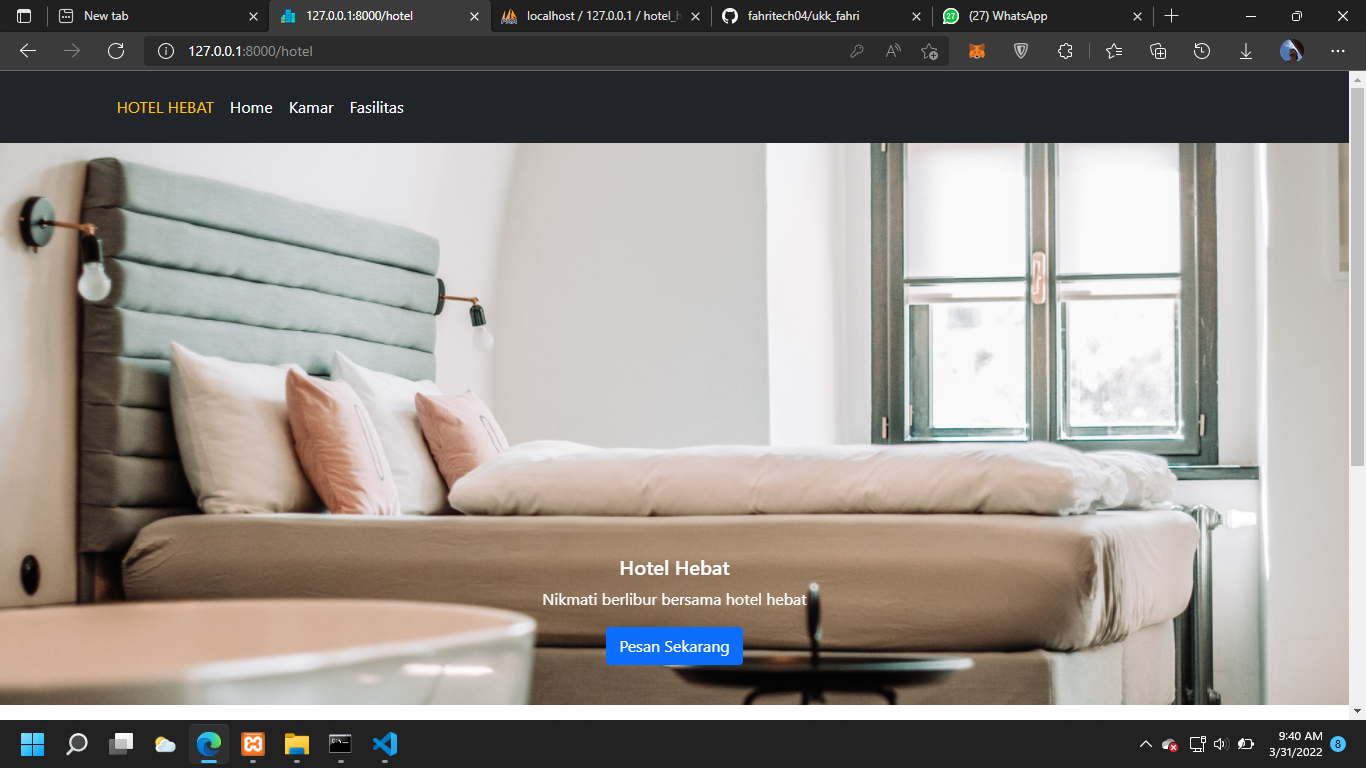 New tab
127.0.0.1:8000/hotel
localhost / 127.0.0.1 / hotel_h
fahritech04/ukk_fahri
27
(27) WhatsApp
127.0.0.1:8000/hotel
HOTEL HEBAT Home Kamar Fasilitas
Hotel Hebat
Nikmati berlibur bersama hotel hebat
Pesan Sekarang
9:40 AM
3/31/2022
8